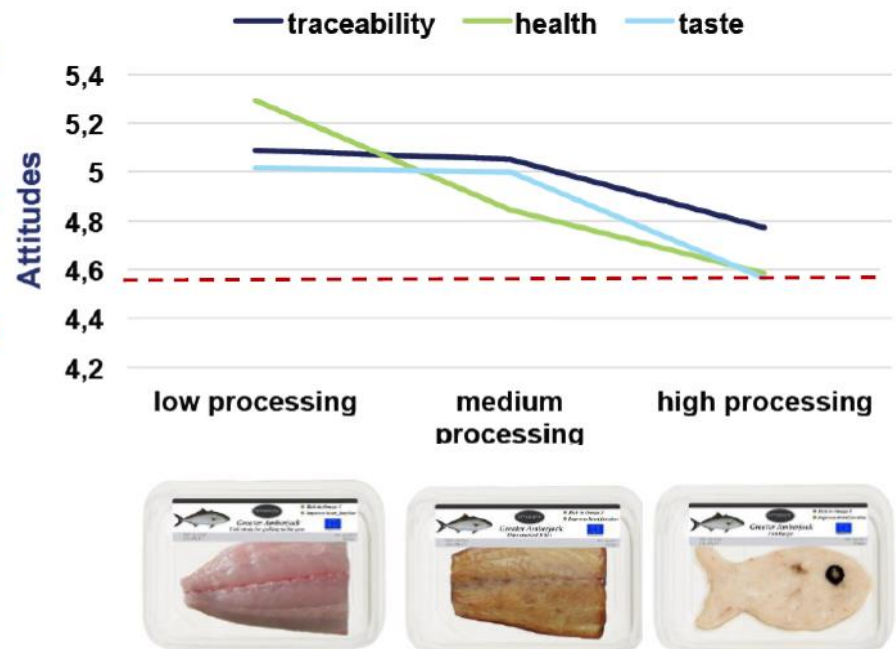 traceability health taste
5,4
5,2
5
4,8
4,6
4,4
4,2
Attitudes
low processing
medium
processing
high processing
Greater Amberjack
Greater Amberjack
Greater Amberjack